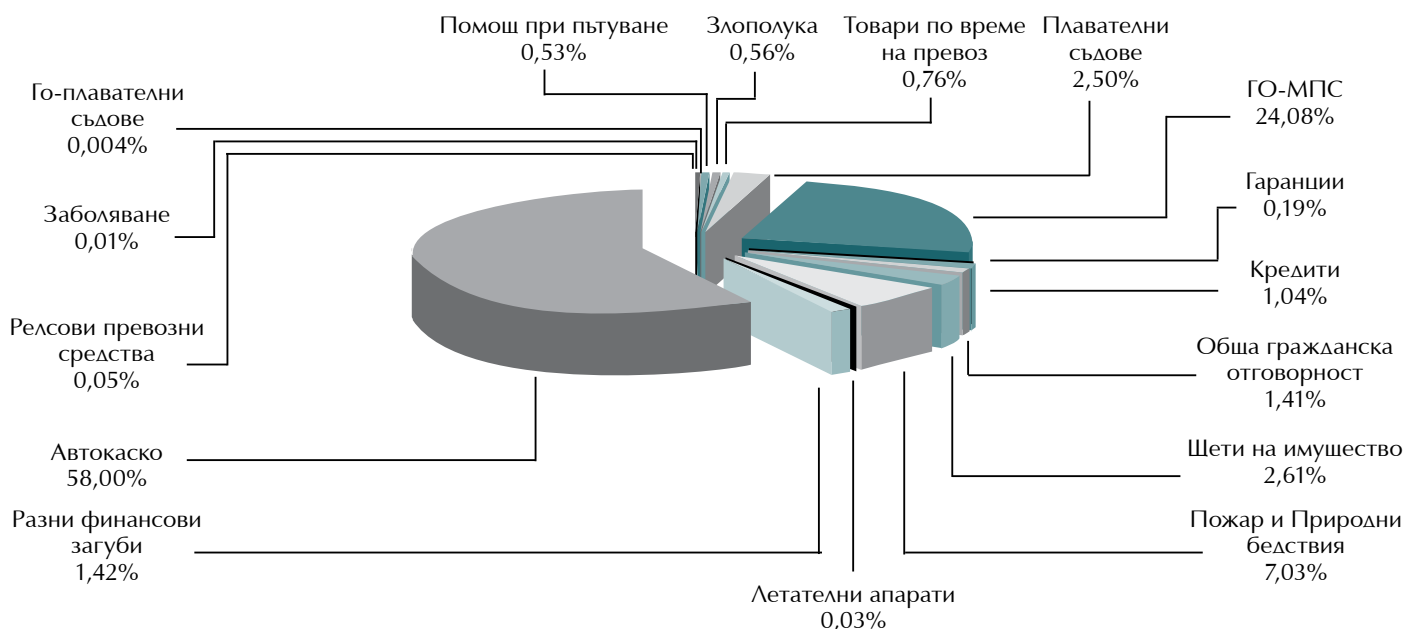 Помощ при пътуване
0,53%
Злополука
0,56%
Товари по време
на превоз
0,76%
Плавателни
съдове
2,50%
Го-плавателни
съдове
0,004%
ГО-МПС
24,08%
Гаранции
0,19%
Заболяване
0,01%
Кредити
1,04%
Релсови превозни
средства
0,05%
Обша гражданска
отговорност
1,41%
Автокаско
58,00%
Щети на имущество
2,61%
Разни финансови
загуби
1,42%
Пожар и Природни
бедствия
7,03%
Летателни апарати
0,03%